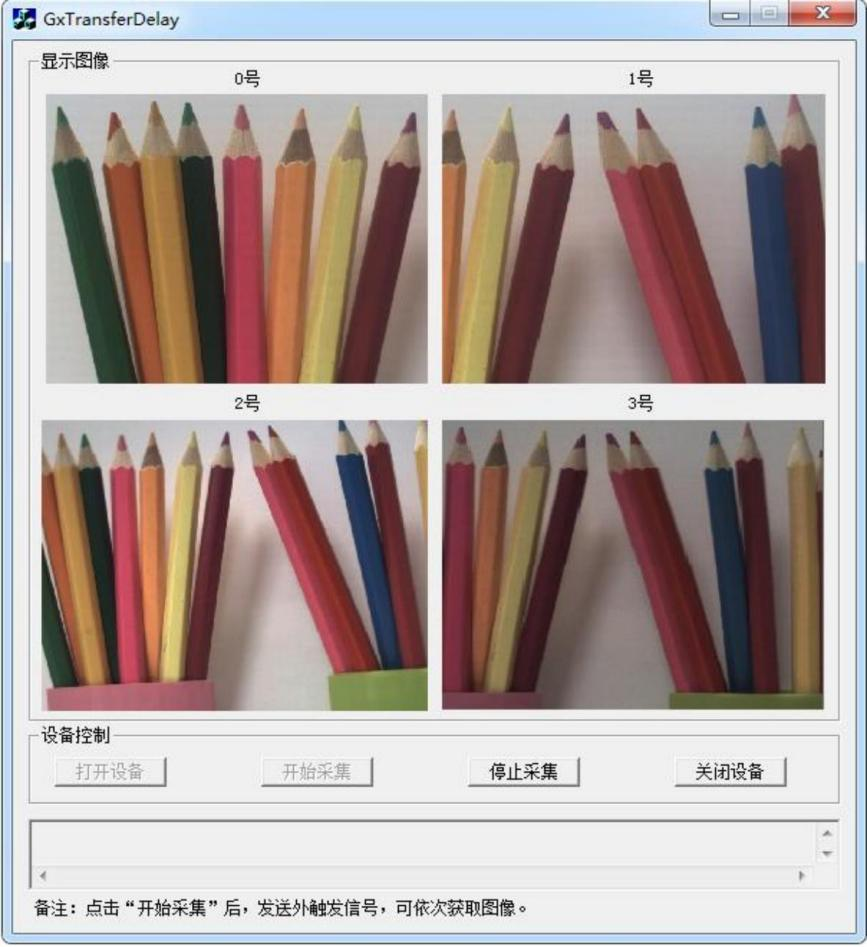 GxTransferDelay
显示图像
0号
1号
2号
3号
设备控制
打开设备
开始采集
停止采集
关闭设备
备注：点击“开始采集”后，发送外触发信号，可依次获取图像。